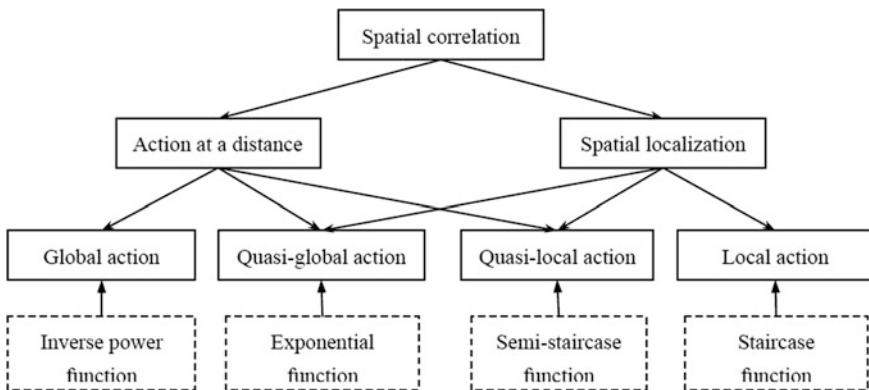 Spatial correlation
Action at a distance
Spatial localization
Global action
Quasi-global action
Quasi-local action
Local action
Inverse power
function
Exponential
function
Semi-staircase
function
Staircase
function